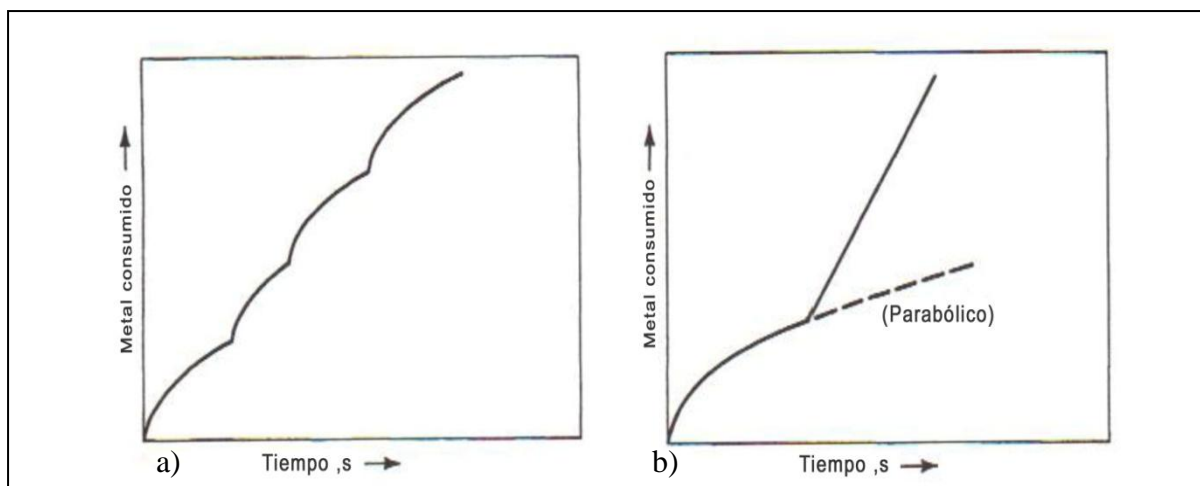 Metal consumido
a)
Tiempo ,s
Metal consumido
(Parabólico)
b)
Tiempo ,s